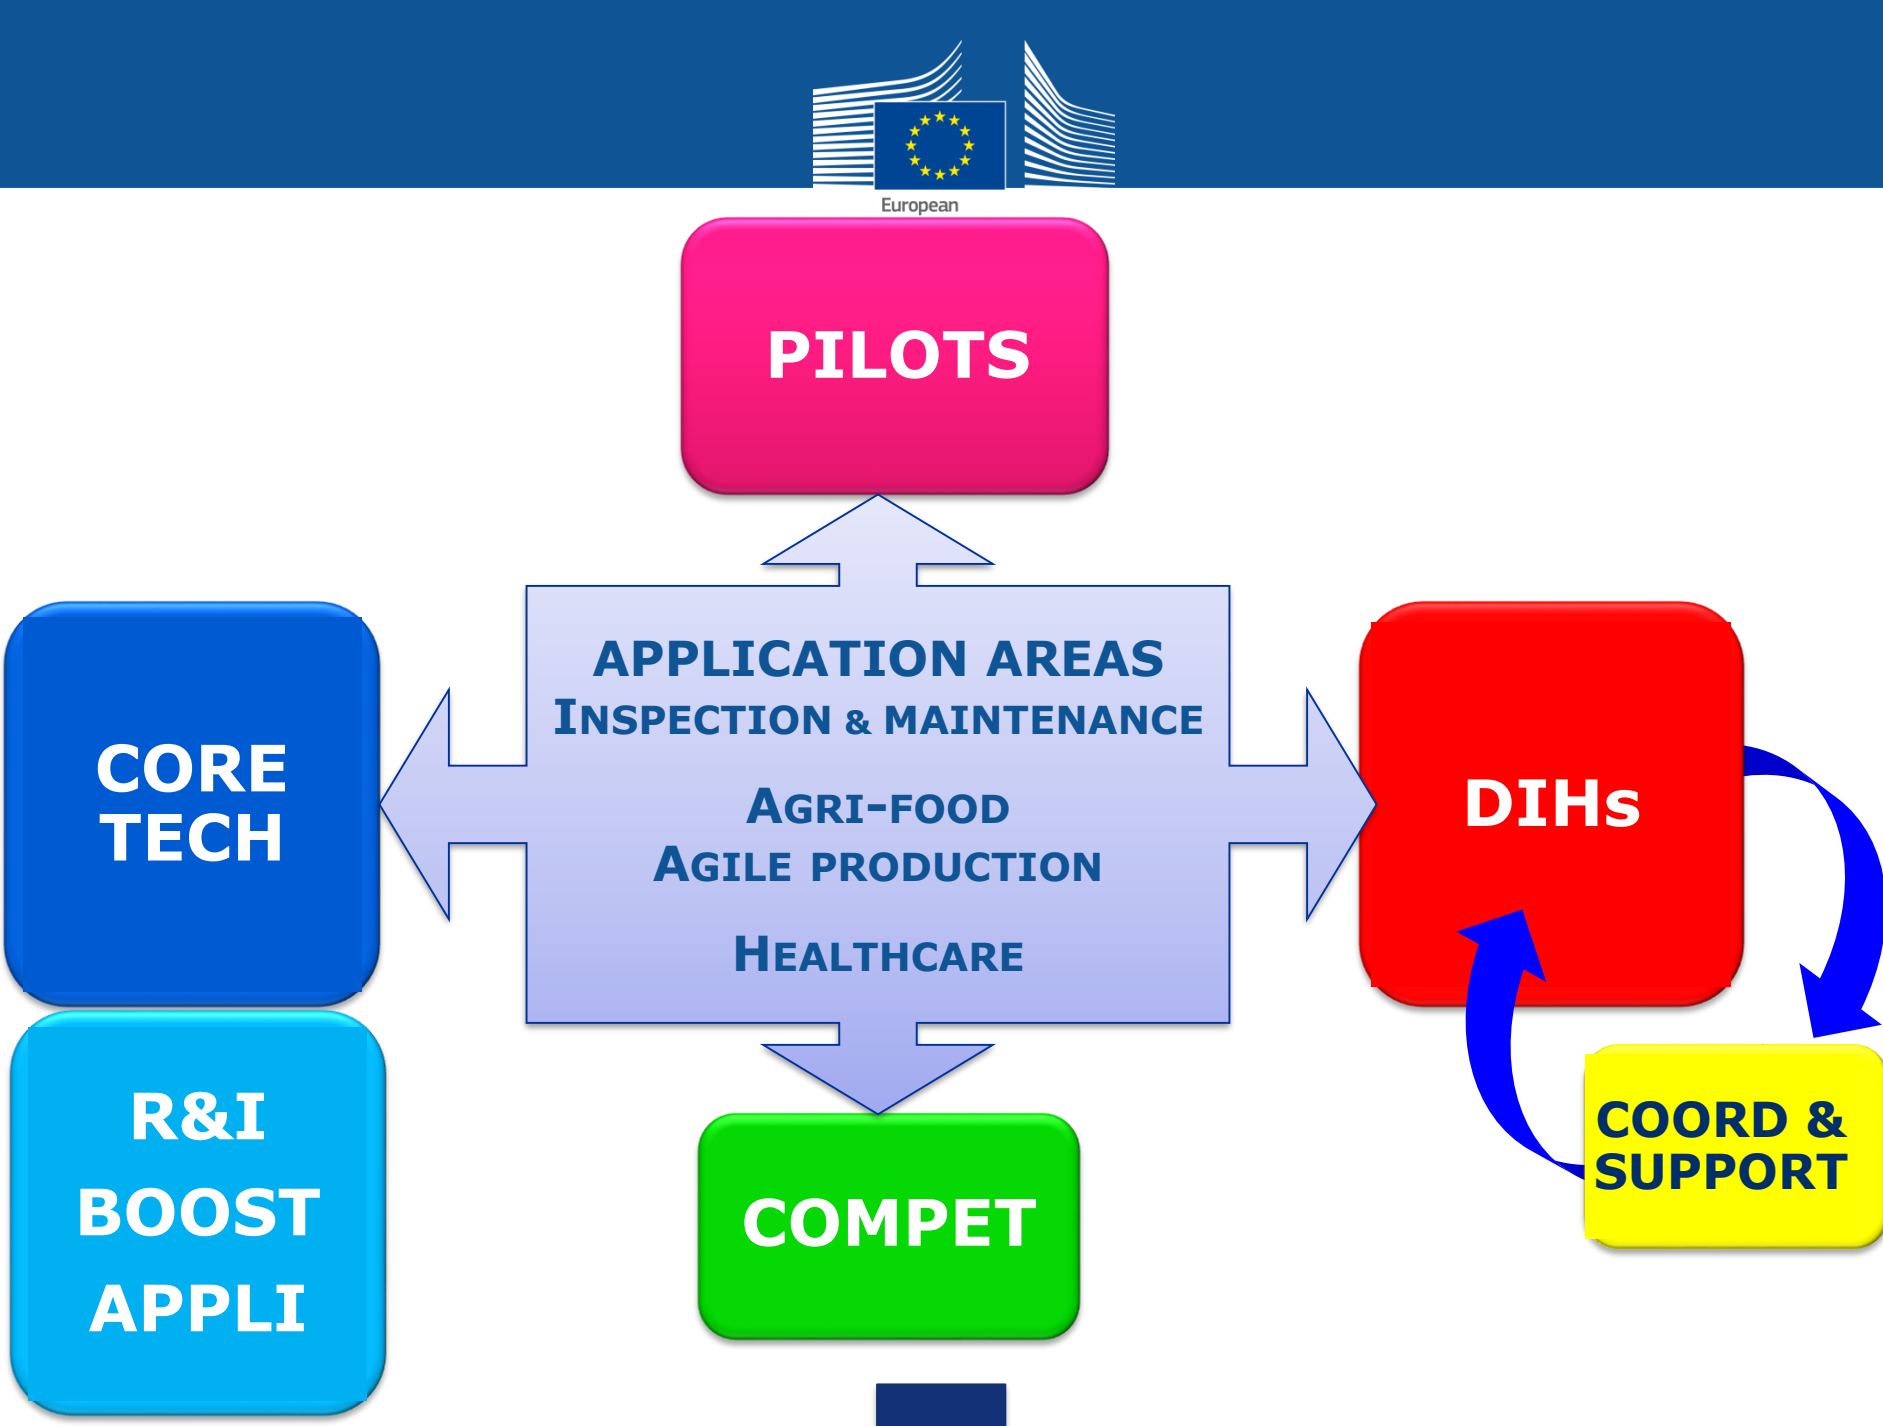 European
PILOTS
APPLICATION AREAS
INSPECTION & MAINTENANCE
AGRI-FOOD
AGILE PRODUCTION
HEALTHCARE
CORE
TECH
DIHs
R&I
BOOST
APPLI
COMPET
COORD &
SUPPORT